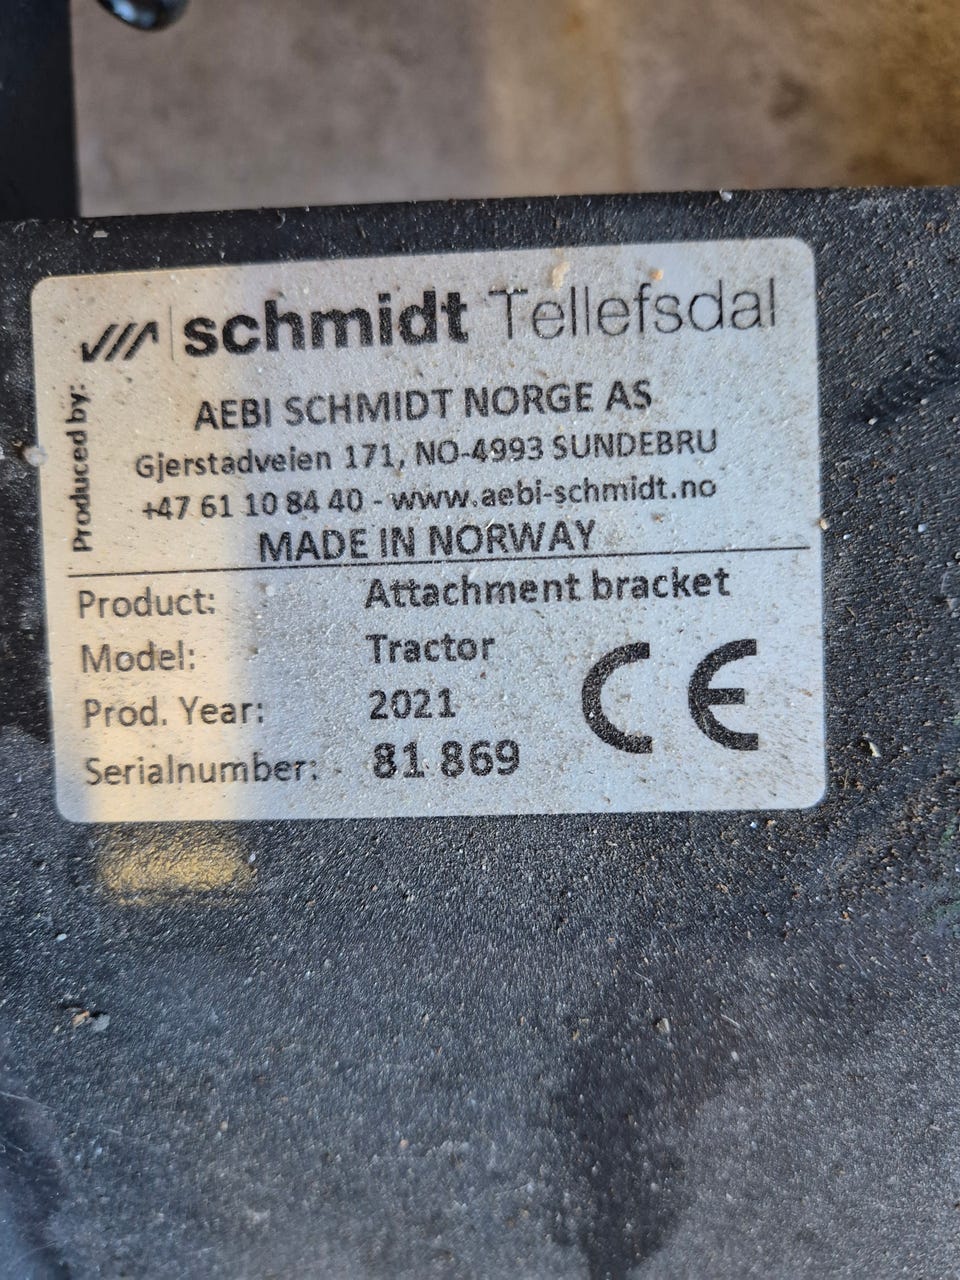 schmidt Tellefsdal
Produced by:
AEBI SCHMIDT NORGE AS
Gjerstadveien 171, NO-4993 SUNDEBRU
+47 61 10 84 40 - www.aebi-schmidt.no
MADE IN NORWAY
Product: Attachment bracket
Model: Tractor
Prod. Year: 2021
Serialnumber: 81 869
CE